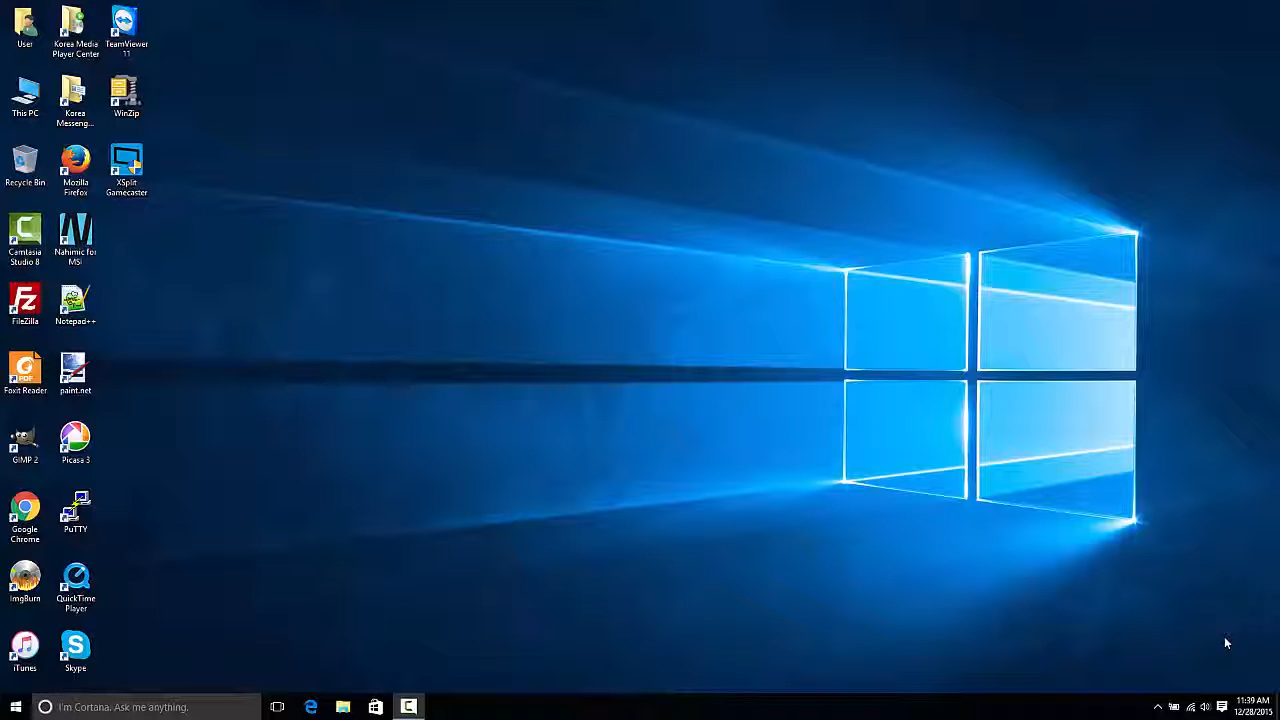 User
Korea Media
Player Center
TeamViewer
11
This PC
Korea
Messeng...
WinZip
Recycle Bin
Mozilla
Firefox
XSplit
Gamecaster
Camtasia
Studio 8
Nahimic for
MSI
FileZilla
Notepad++
Foxit Reader
PDF
paint.net
GIMP 2
Picasa 3
Google
Chrome
PuTTY
ImgBurn
QuickTime
Player
iTunes
Skype
I'm Cortana. Ask me anything.
11:39 AM
12/28/2015